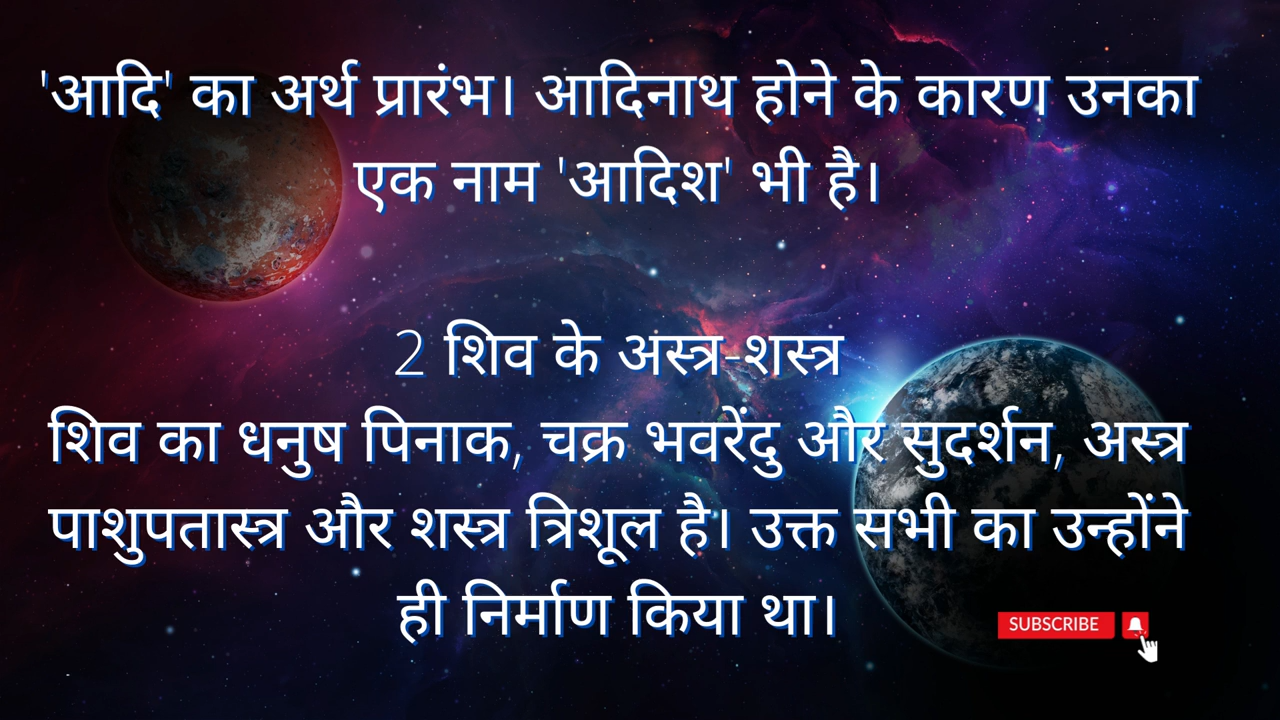 'आदि' का अर्थ प्रारंभ। आदिनाथ होने के कारण उनका
एक नाम 'आदिश' भी है।
2 शिव के अस्त्र-शस्त्र
शिव का धनुष पिनाक, चक्र भवरेंदु और सुदर्शन, अस्त्र
पाशुपतास्त्र और शस्त्र त्रिशूल है। उक्त सभी का उन्होंने
ही निर्माण किया था।
SUBSCRIBE